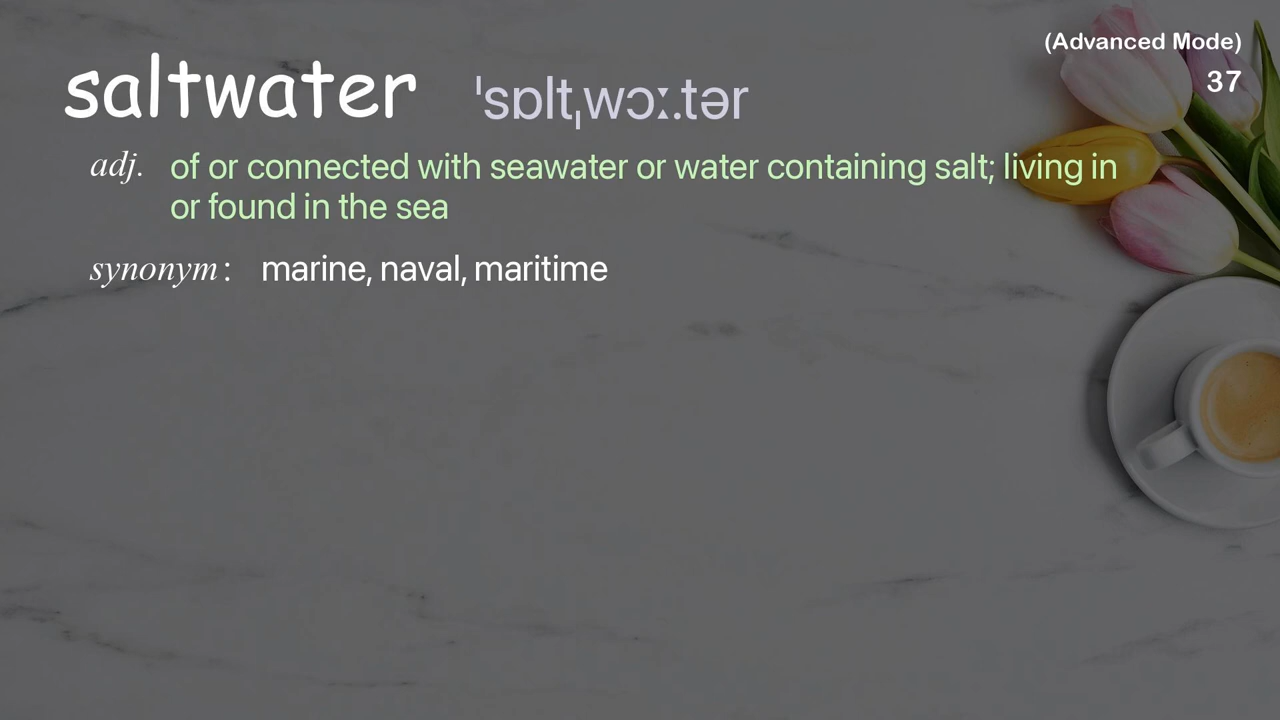 (Advanced Mode)
37
saltwater ˈsɒltˌwɔː.tər
adj. of or connected with seawater or water containing salt; living in
or found in the sea
synonym: marine, naval, maritime